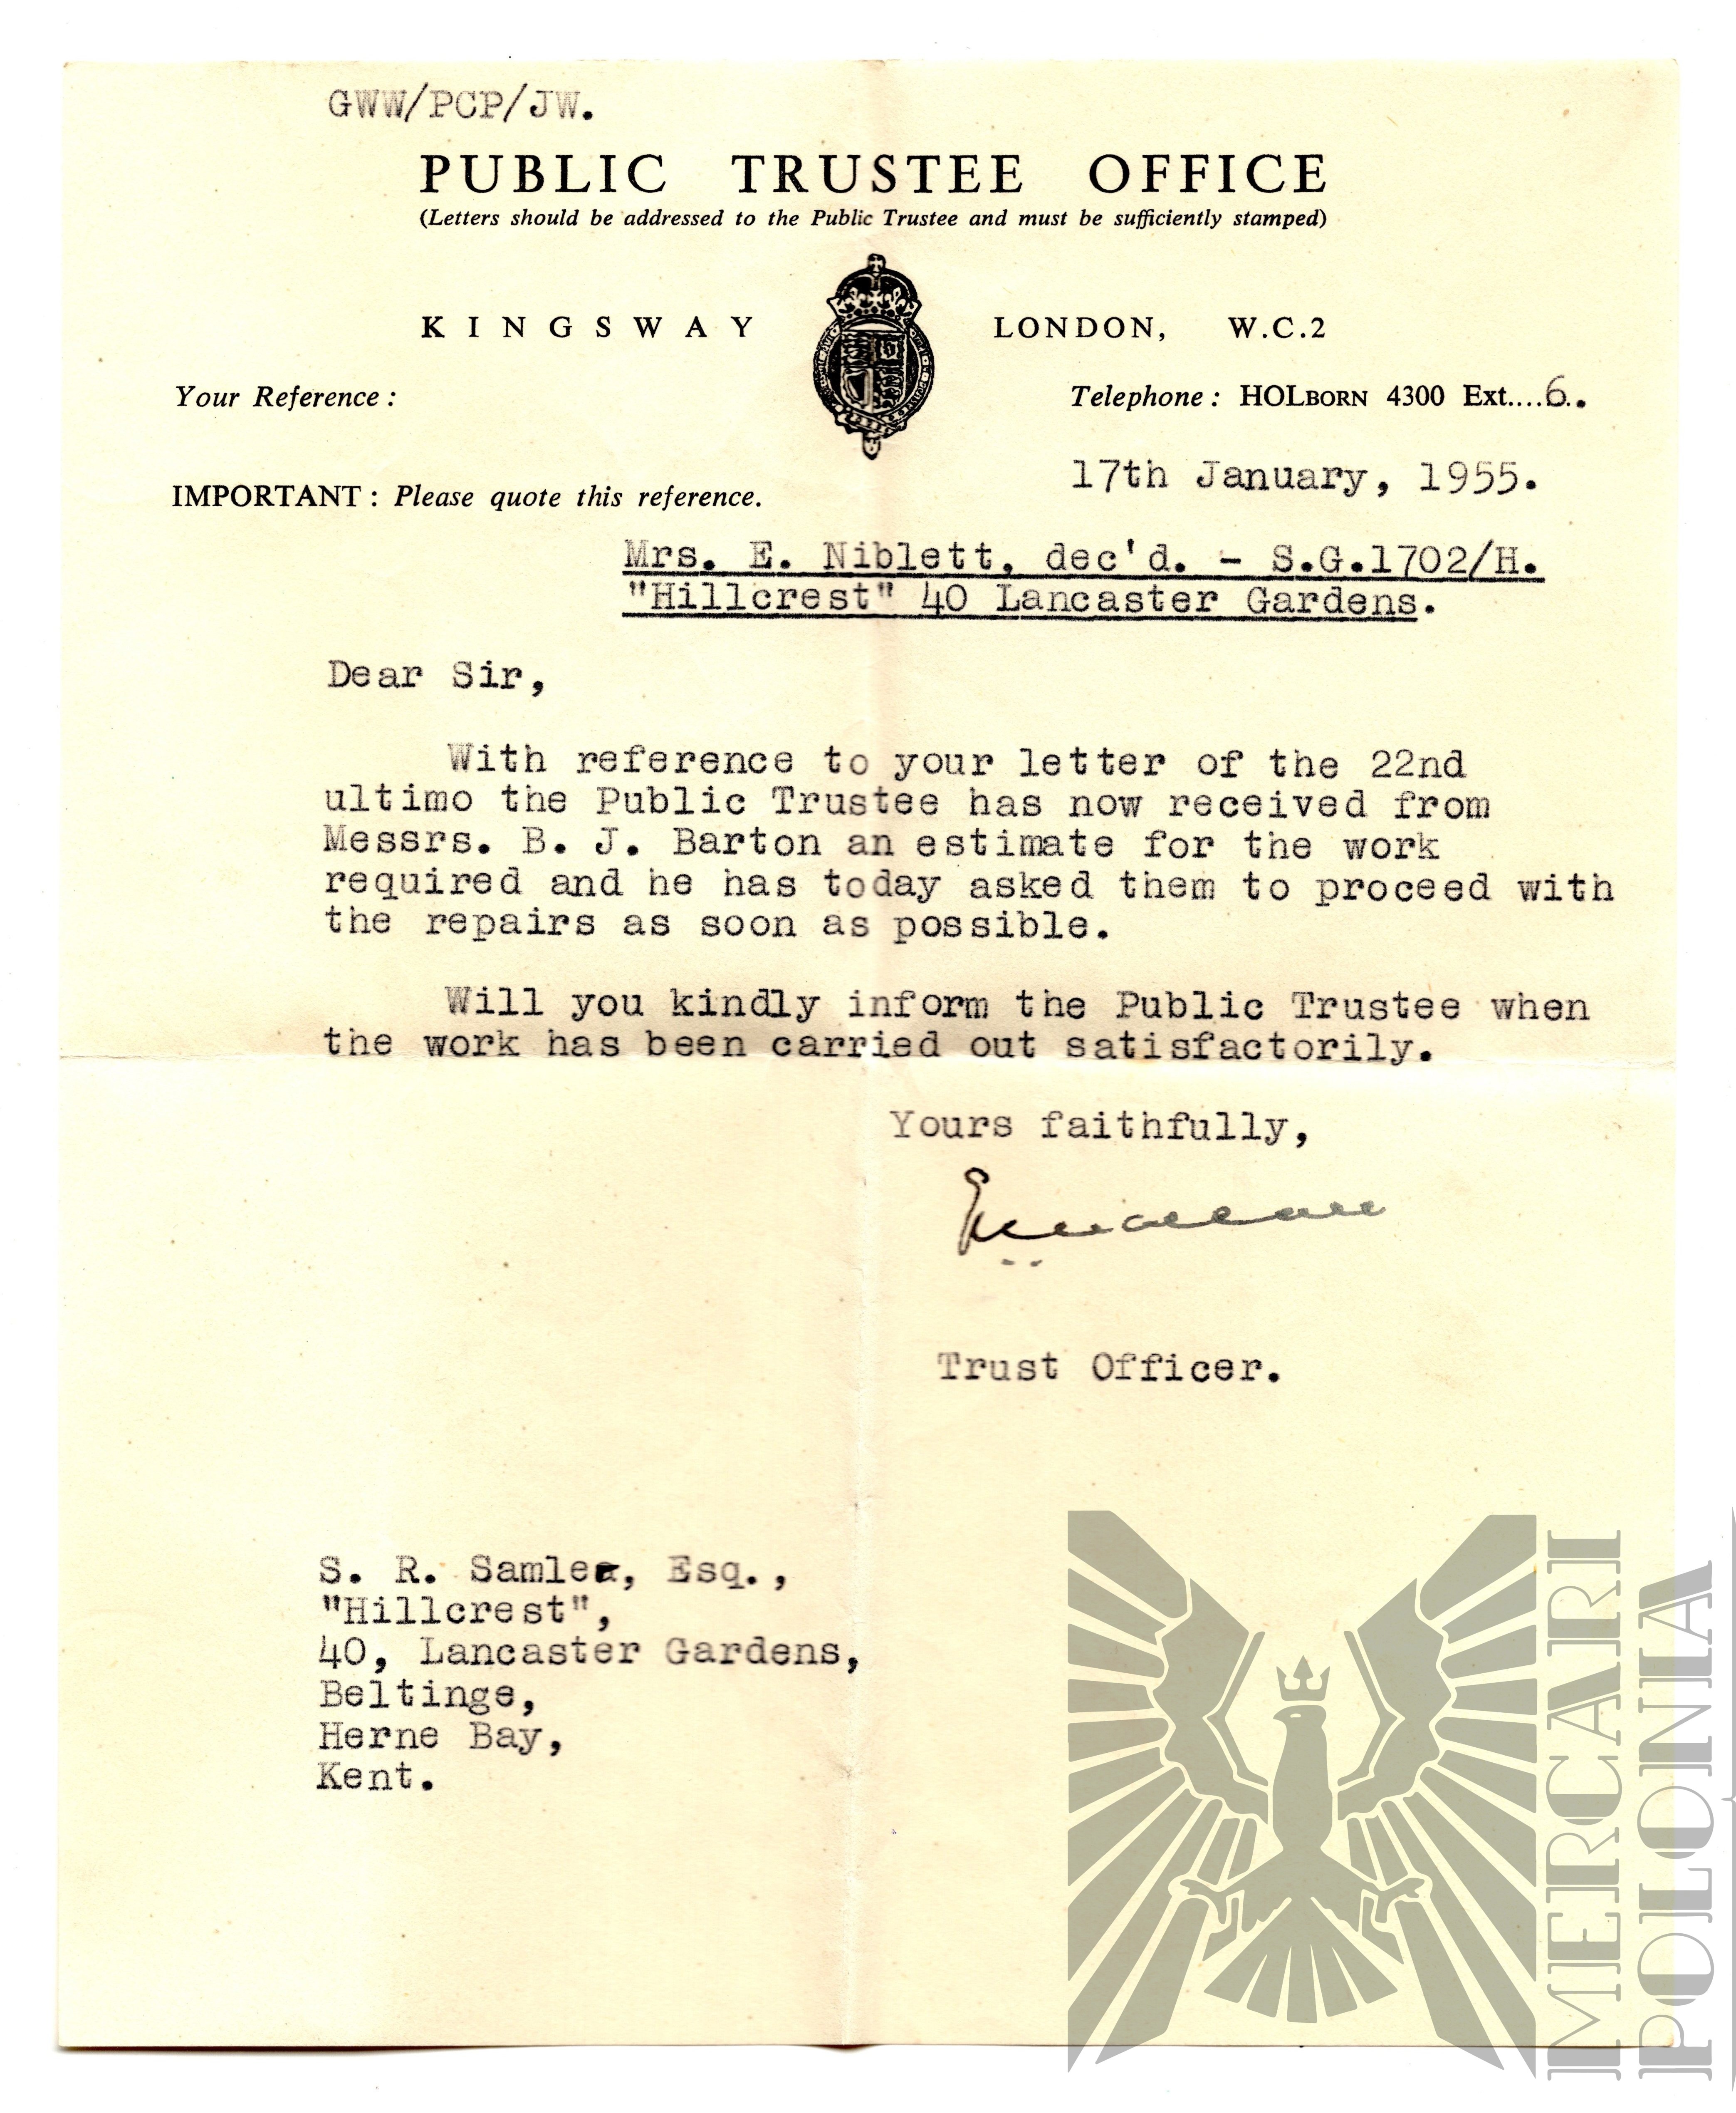 GWW/PCP/JW.
PUBLIC TRUSTEE OFFICE
(Letters should be addressed to the Public Trustee and must be sufficiently stamped)
KINGSWAY LONDON, W.C.2
Your Reference : Telephone : HOLBORN 4300 Ext....6.
17th January, 1955.
IMPORTANT : Please quote this reference.
Mrs. E. Niblett, dec'd. - S.G.1702/H.
"Hillcrest" 40 Lancaster Gardens.
Dear Sir,
With reference to your letter of the 22nd
ultimo the Public Trustee has now received from
Messrs. B. J. Barton an estimate for the work
required and he has today asked them to proceed with
the repairs as soon as possible.
Will you kindly inform the Public Trustee when
the work has been carried out satisfactorily.
Yours faithfully,
Trust Officer.
S. R. Samler, Esq.,
"Hillcrest",
40, Lancaster Gardens,
Beltinge,
Herne Bay,
Kent.
MERCARI
POLONIA